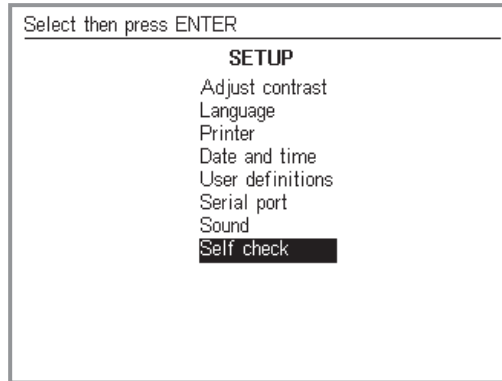 Select then press ENTER
SETUP
Adjust contrast
Language
Printer
Date and time
User definitions
Serial port
Sound
Self check